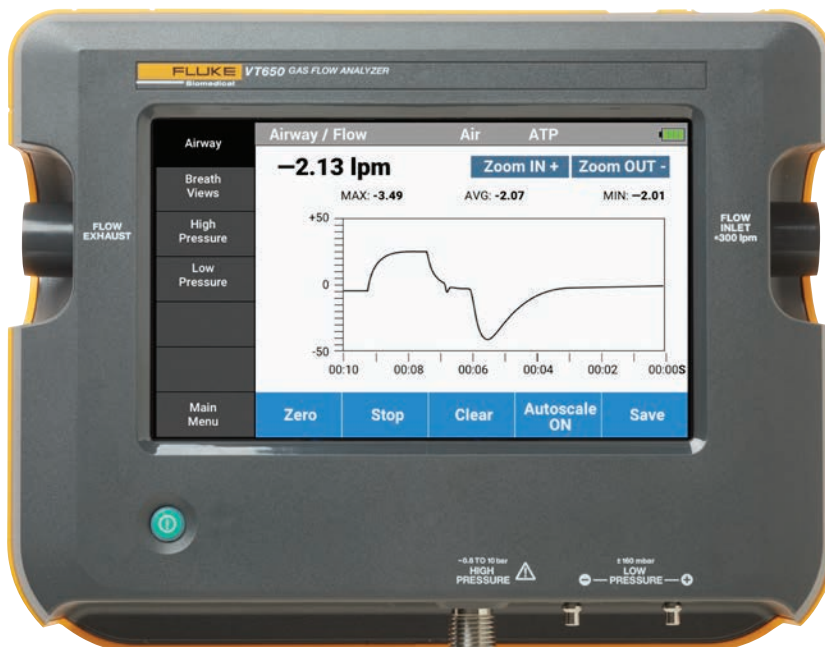 FLUKE VT650 GAS FLOW ANALYZER
Biomedical
Airway
Airway / Flow Air ATP
Breath
Views
High
Pressure
Low
Pressure
Main
Menu
−2.13 lpm
Zoom IN + Zoom OUT -
MAX: -3.49 AVG: -2.07 MIN: −2.01
+50
0
-50
00:10 00:08 00:06 00:04 00:02 00:00S
Zero
Stop
Clear
Autoscale
ON
Save
FLOW
EXHAUST
FLOW
INLET
±300 lpm
−0.8 TO 10 bar
HIGH
PRESSURE
± 160 mbar
LOW
PRESSURE